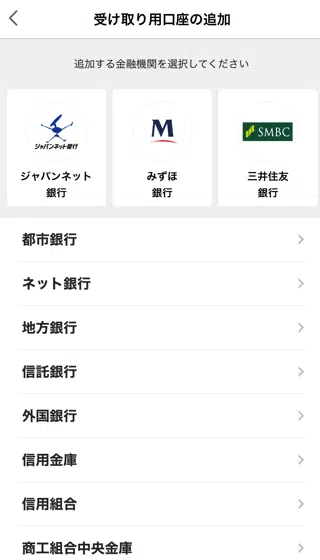 受け取り用口座の追加
追加する金融機関を選択してください
ジャパンネット銀行
M
SMBC
ジャパンネット
銀行
みずほ
銀行
三井住友
銀行
都市銀行
ネット銀行
地方銀行
信託銀行
外国銀行
信用金庫
信用組合
商工組合中央金庫